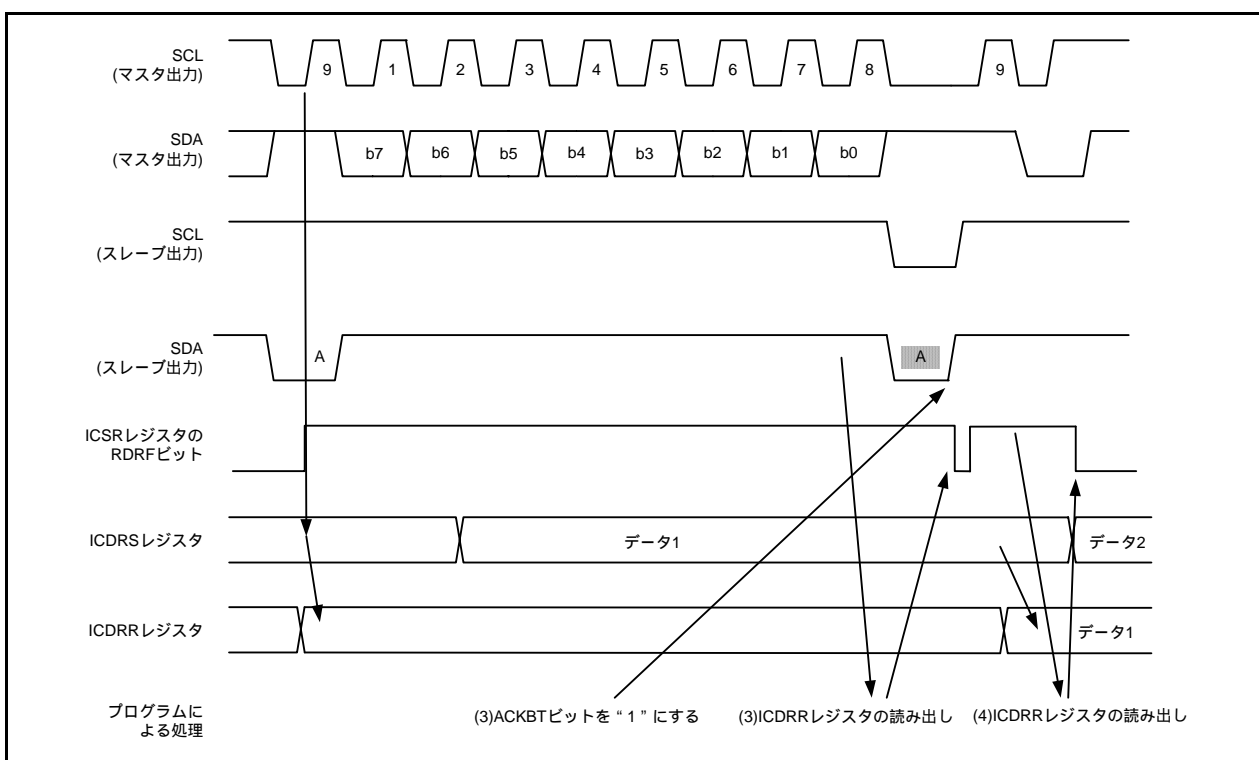 SCL
(マスタ出力)
9 1 2 3 4 5 6 7 8 9
SDA
(マスタ出力)
b7 b6 b5 b4 b3 b2 b1 b0
SCL
(スレーブ出力)
SDA
(スレーブ出力)
A A
ICSRレジスタの
RDRFビット
ICDRSレジスタ
データ1 データ2
ICDRRレジスタ
データ1
プログラムに
よる処理
(3)ACKBTビットを“1”にする (3)ICDRRレジスタの読み出し (4)ICDRRレジスタの読み出し